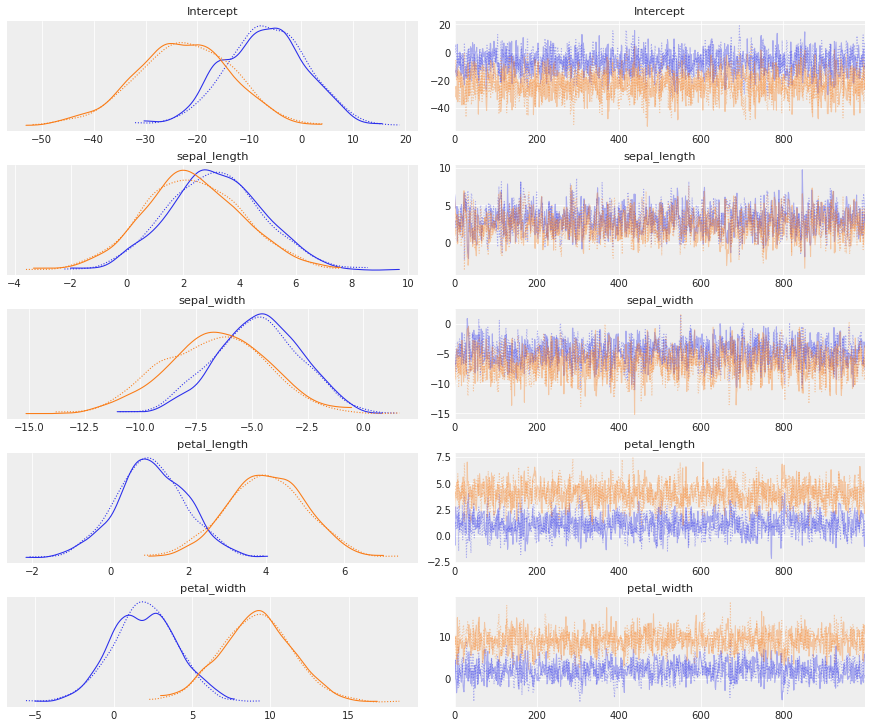 Intercept
−50 −40 −30 −20 −10 0 10 20
Intercept
20
0
−20
−40
0 200 400 600 800
sepal_length
−4 −2 0 2 4 6 8 10
sepal_length
10
5
0
0 200 400 600 800
sepal_width
−15.0 −12.5 −10.0 −7.5 −5.0 −2.5 0.0
sepal_width
0
−5
−10
−15
0 200 400 600 800
petal_length
−2 0 2 4 6
petal_length
7.5
5.0
2.5
0.0
−2.5
0 200 400 600 800
petal_width
−5 0 5 10 15
petal_width
10
0
0 200 400 600 800